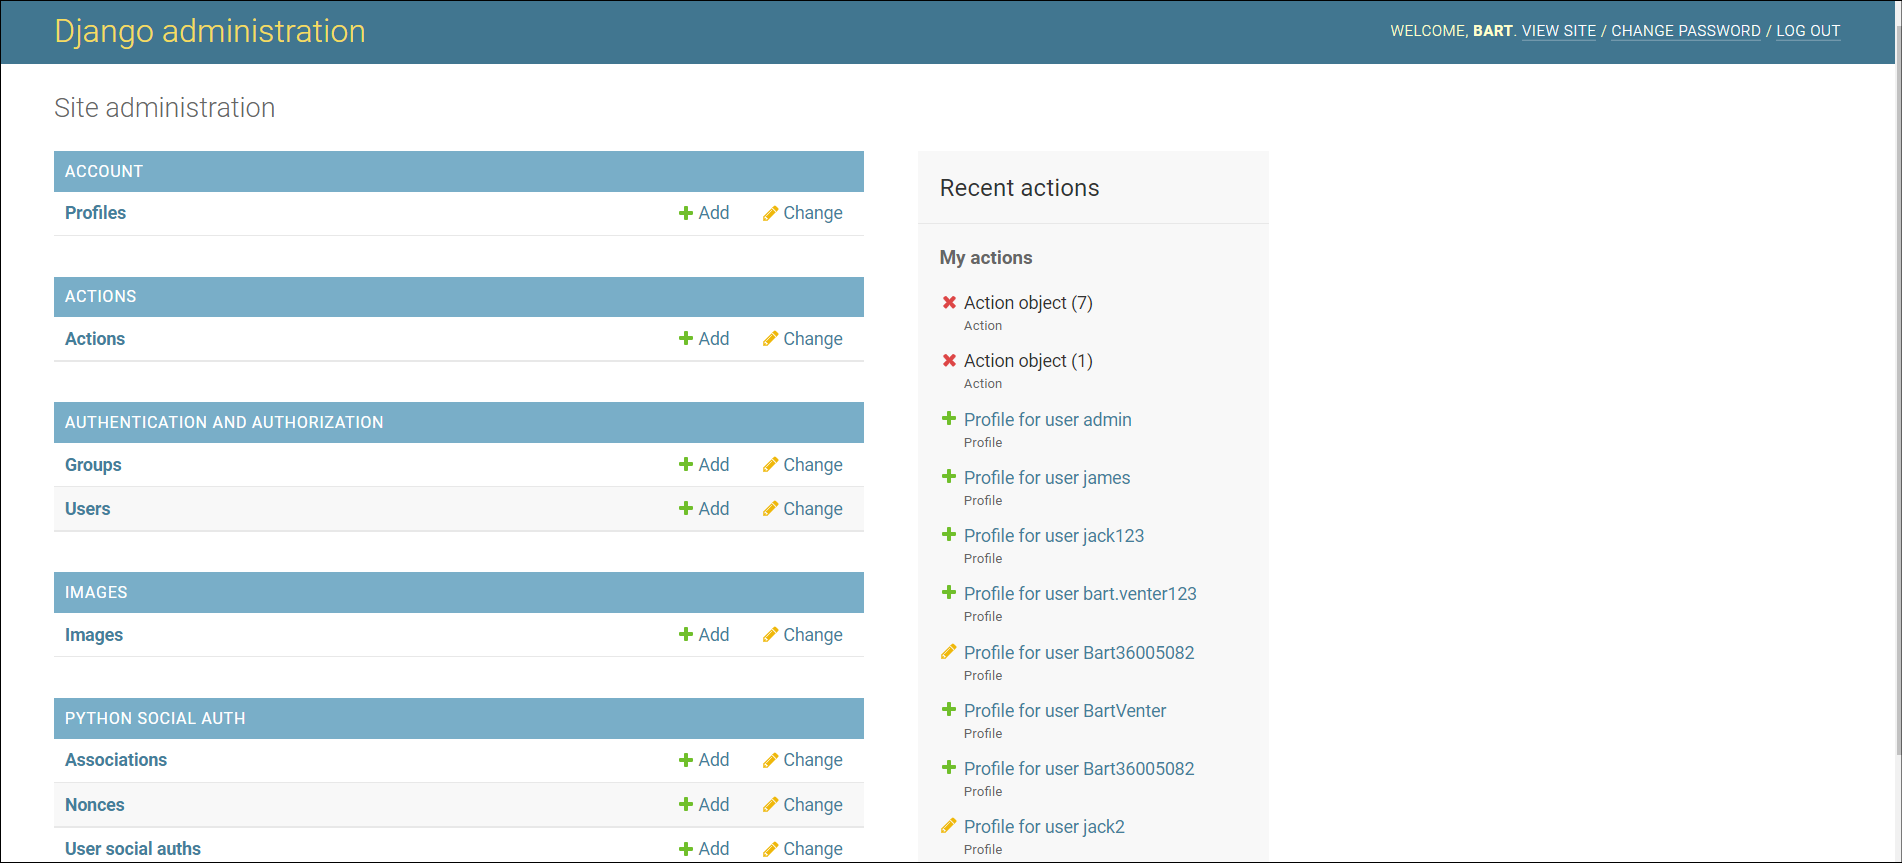 Django administration
WELCOME, BART. VIEW SITE / CHANGE PASSWORD / LOG OUT
Site administration
ACCOUNT
Profiles Add Change
ACTIONS
Actions Add Change
AUTHENTICATION AND AUTHORIZATION
Groups Add Change
Users Add Change
IMAGES
Images Add Change
PYTHON SOCIAL AUTH
Associations Add Change
Nonces Add Change
User social auths Add Change
Recent actions
My actions
Action object (7)
Action
Action object (1)
Action
Profile for user admin
Profile
Profile for user james
Profile
Profile for user jack123
Profile
Profile for user bart.venter123
Profile
Profile for user Bart36005082
Profile
Profile for user BartVenter
Profile
Profile for user Bart36005082
Profile
Profile for user jack2
Profile